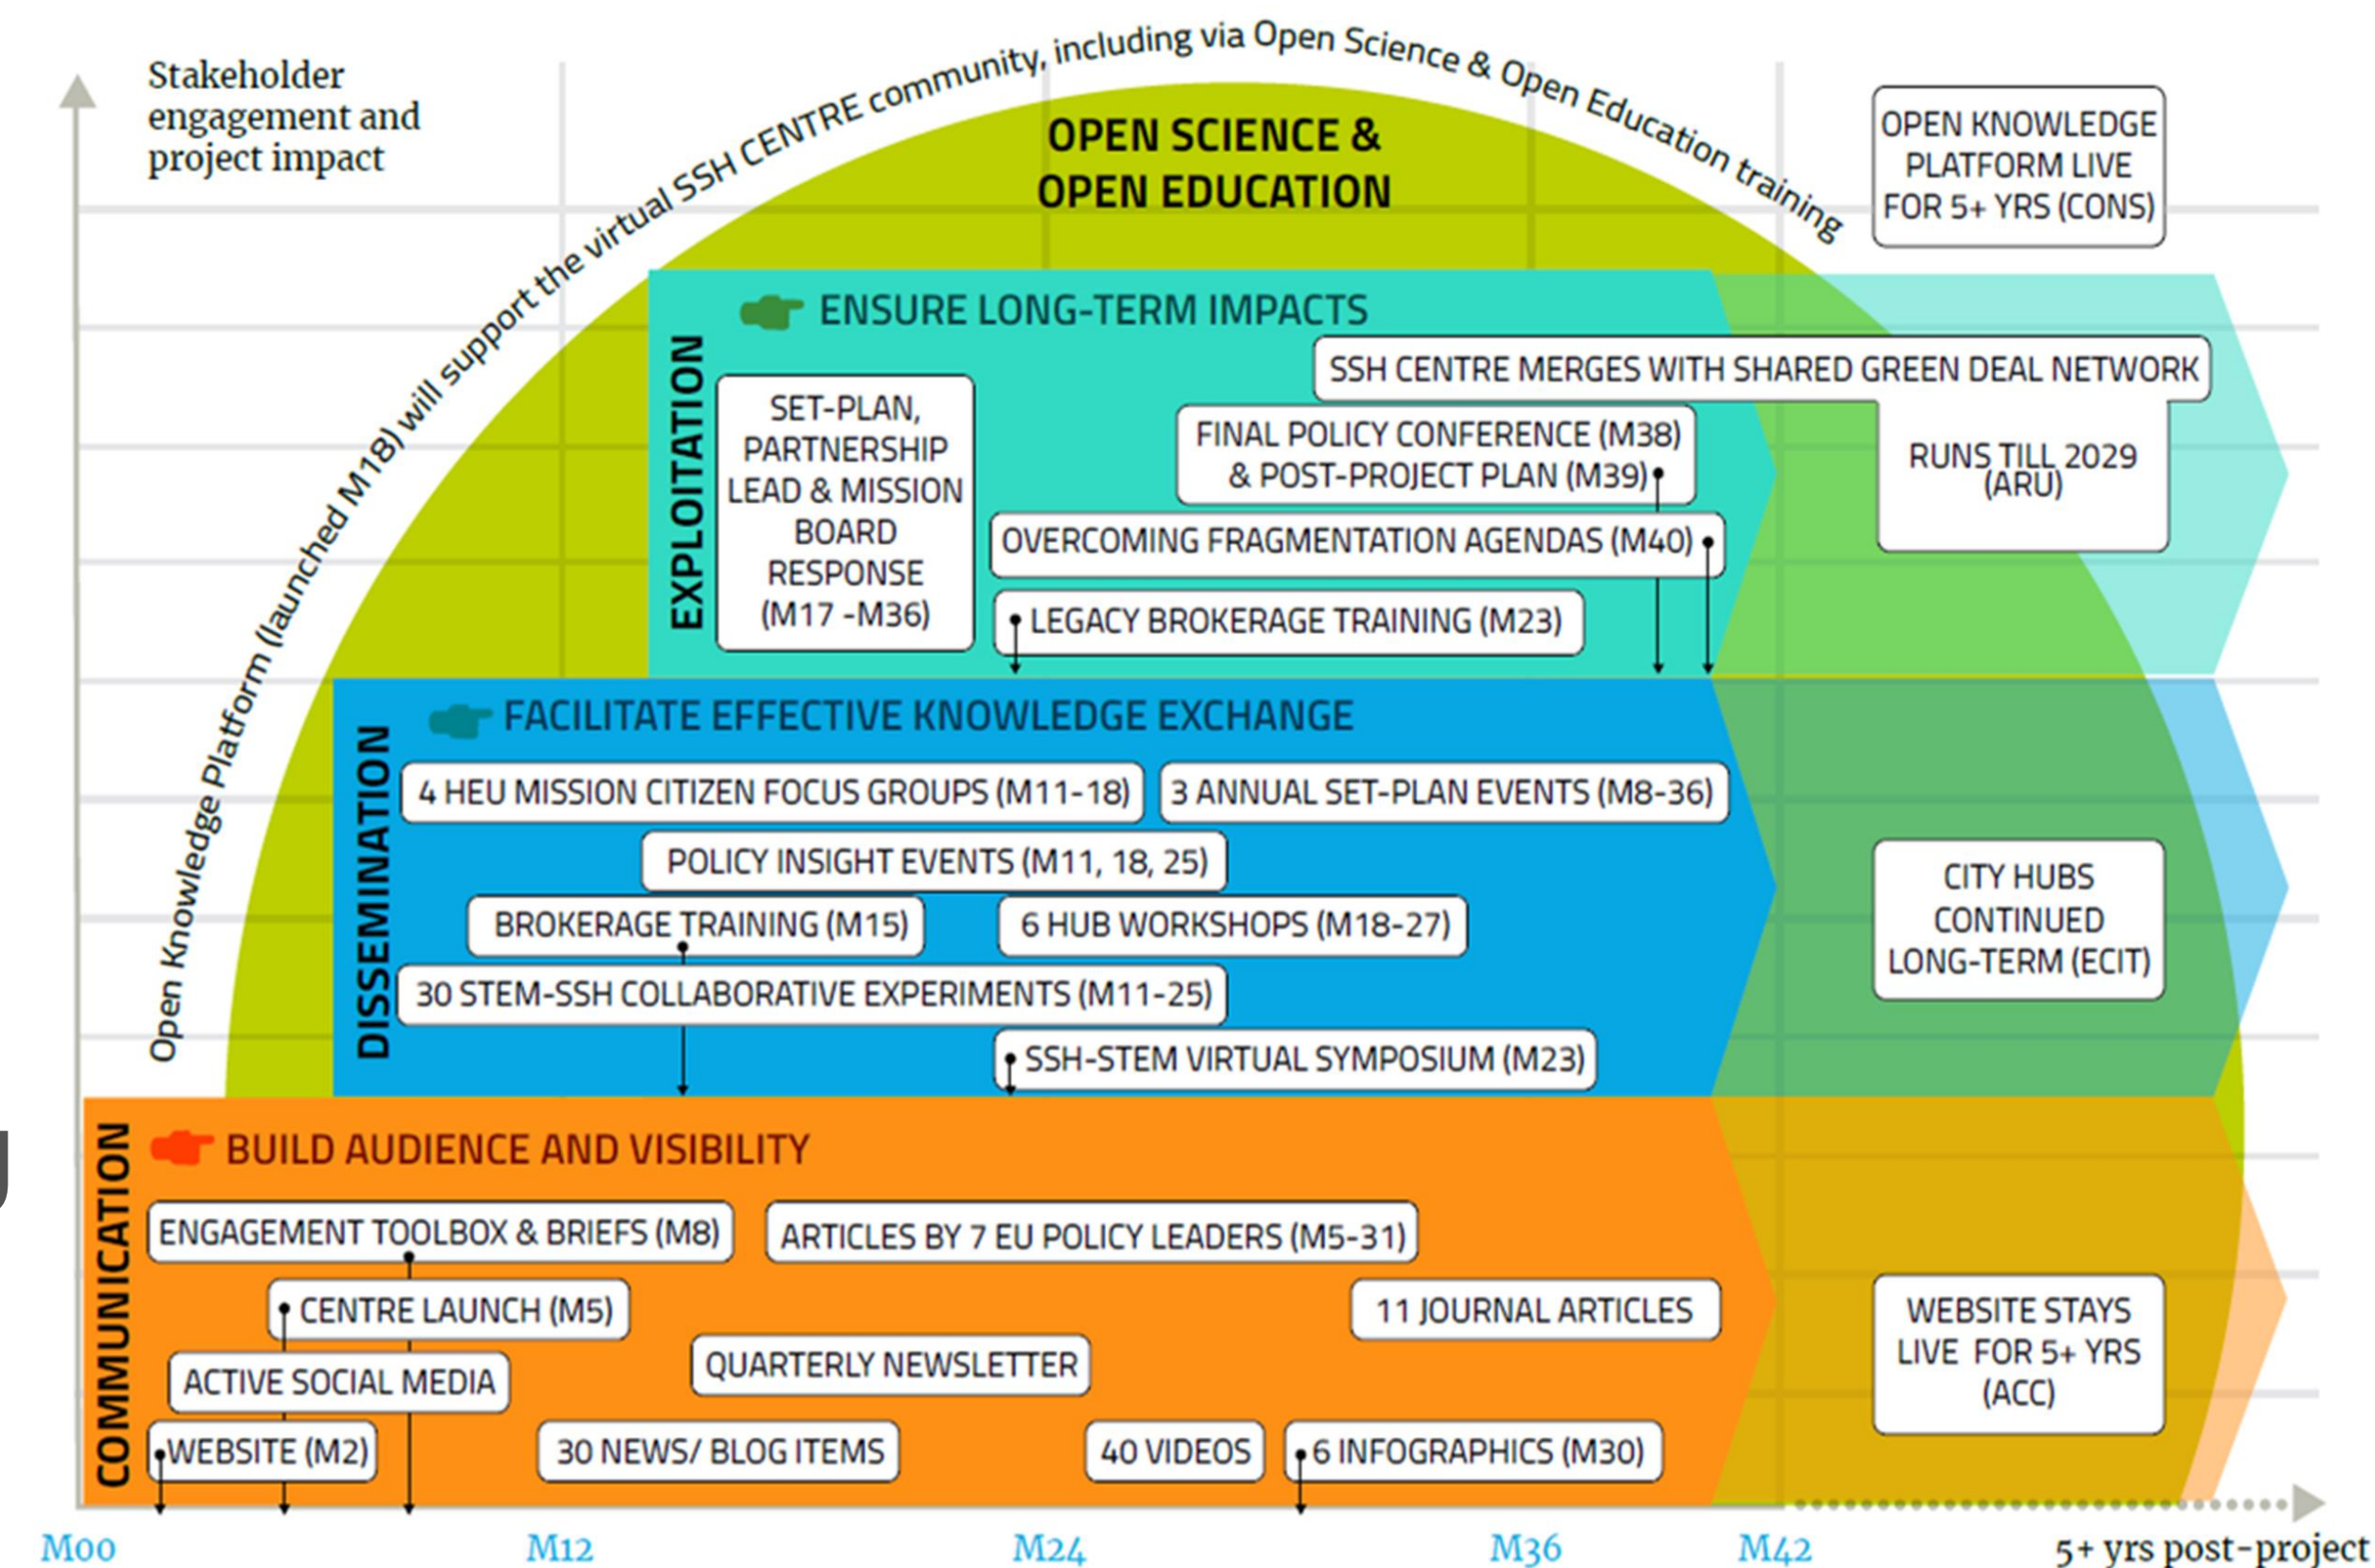 Stakeholder
engagement and
project impact
Open Knowledge Platform (launched M18) will support the virtual SSH CENTRE community, including via Open Science & Open Education training
OPEN SCIENCE &
OPEN EDUCATION
OPEN KNOWLEDGE
PLATFORM LIVE
FOR 5+ YRS (CONS)
EXPLOITATION
ENSURE LONG-TERM IMPACTS
SSH CENTRE MERGES WITH SHARED GREEN DEAL NETWORK
RUNS TILL 2029
(ARU)
SET-PLAN,
PARTNERSHIP
LEAD & MISSION
BOARD
RESPONSE
(M17 -M36)
FINAL POLICY CONFERENCE (M38)
& POST-PROJECT PLAN (M39)
OVERCOMING FRAGMENTATION AGENDAS (M40)
LEGACY BROKERAGE TRAINING (M23)
DISSEMINATION
FACILITATE EFFECTIVE KNOWLEDGE EXCHANGE
4 HEU MISSION CITIZEN FOCUS GROUPS (M11-18)
3 ANNUAL SET-PLAN EVENTS (M8-36)
POLICY INSIGHT EVENTS (M11, 18, 25)
BROKERAGE TRAINING (M15)
6 HUB WORKSHOPS (M18-27)
30 STEM-SSH COLLABORATIVE EXPERIMENTS (M11-25)
SSH-STEM VIRTUAL SYMPOSIUM (M23)
CITY HUBS
CONTINUED
LONG-TERM (ECIT)
COMMUNICATION
BUILD AUDIENCE AND VISIBILITY
ENGAGEMENT TOOLBOX & BRIEFS (M8)
ARTICLES BY 7 EU POLICY LEADERS (M5-31)
CENTRE LAUNCH (M5)
11 JOURNAL ARTICLES
QUARTERLY NEWSLETTER
ACTIVE SOCIAL MEDIA
WEBSITE (M2)
30 NEWS/ BLOG ITEMS
40 VIDEOS
6 INFOGRAPHICS (M30)
WEBSITE STAYS
LIVE FOR 5+ YRS
(ACC)
M00
M12
M24
M36
M42
5+ yrs post-project